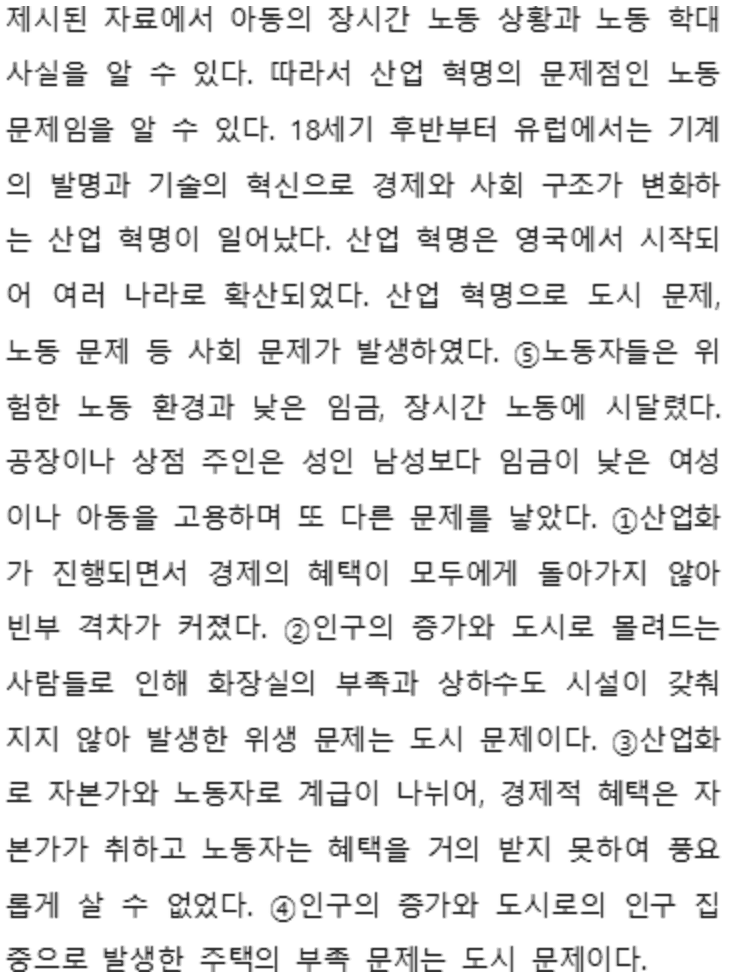 제시된 자료에서 아동의 장시간 노동 상황과 노동 학대
사실을 알 수 있다. 따라서 산업 혁명의 문제점인 노동
문제임을 알 수 있다. 18세기 후반부터 유럽에서는 기계
의 발명과 기술의 혁신으로 경제와 사회 구조가 변화하
는 산업 혁명이 일어났다. 산업 혁명은 영국에서 시작되
어 여러 나라로 확산되었다. 산업 혁명으로 도시 문제,
노동 문제 등 사회 문제가 발생하였다. ⑤노동자들은 위
험한 노동 환경과 낮은 임금, 장시간 노동에 시달렸다.
공장이나 상점 주인은 성인 남성보다 임금이 낮은 여성
이나 아동을 고용하며 또 다른 문제를 낳았다. ①산업화
가 진행되면서 경제의 혜택이 모두에게 돌아가지 않아
빈부 격차가 커졌다. ②인구의 증가와 도시로 몰려드는
사람들로 인해 화장실의 부족과 상하수도 시설이 갖춰
지지 않아 발생한 위생 문제는 도시 문제이다. ③산업화
로 자본가와 노동자로 계급이 나뉘어, 경제적 혜택은 자
본가가 취하고 노동자는 혜택을 거의 받지 못하여 풍요
롭게 살 수 없었다. ④인구의 증가와 도시로의 인구 집
중으로 발생한 주택의 부족 문제는 도시 문제이다.